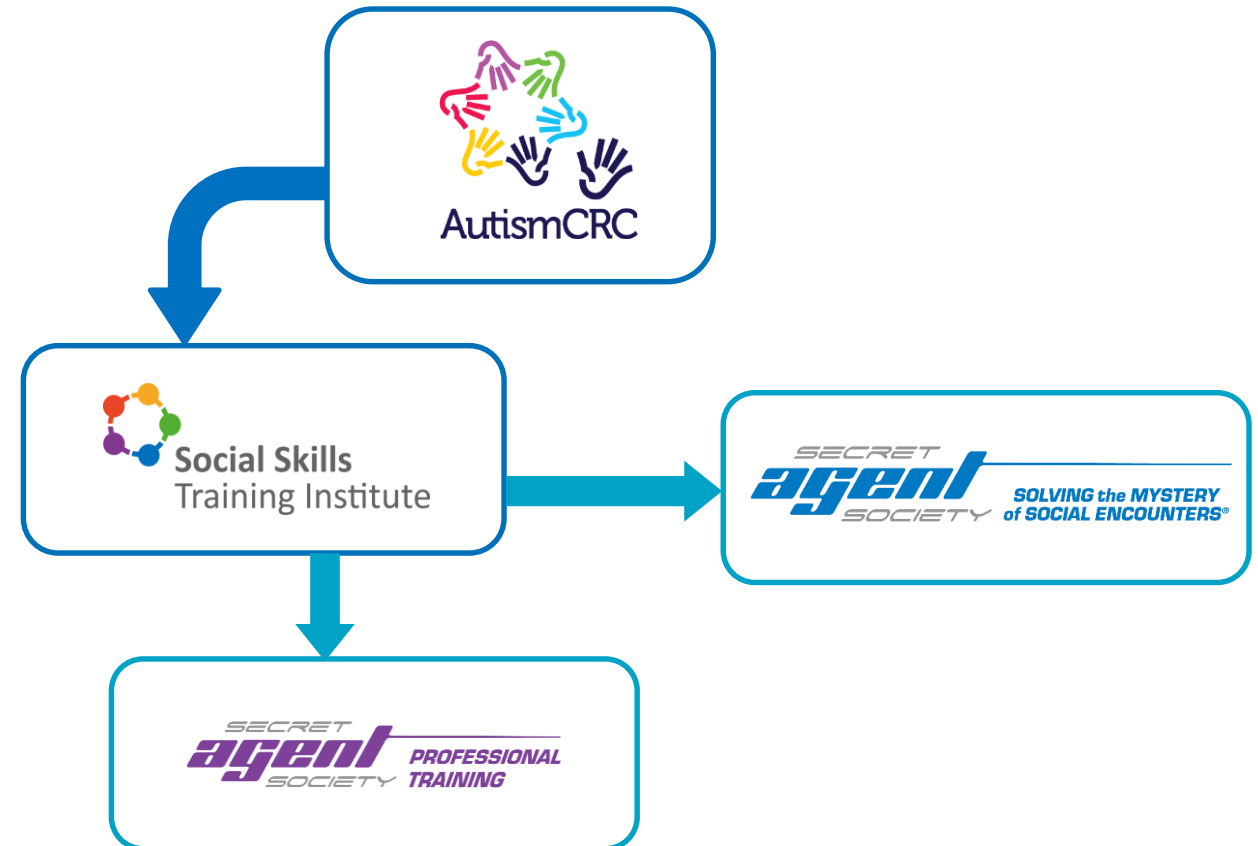 AutismCRC
Social Skills
Training Institute
SECRET
agent
SOCIETY
SOLVING the MYSTERY
of SOCIAL ENCOUNTERS®
SECRET
agent
SOCIETY
PROFESSIONAL
TRAINING